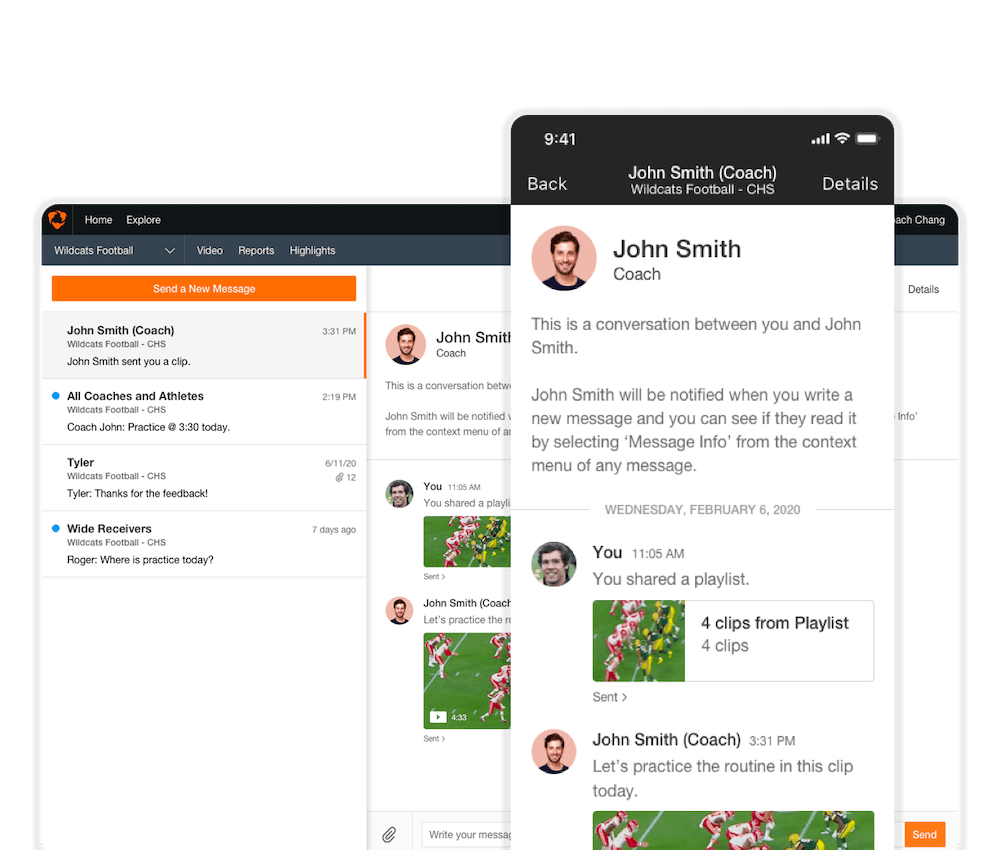 Home Explore
ach Chang
Wildcats Football Video Reports Highlights
Send a New Message
John Smith (Coach) 3:31 PM
Wildcats Football - CHS
John Smith sent you a clip.
All Coaches and Athletes 2:19 PM
Wildcats Football - CHS
Coach John: Practice @ 3:30 today.
Tyler 6/11/20
Wildcats Football - CHS 12
Tyler: Thanks for the feedback!
Wide Receivers 7 days ago
Wildcats Football - CHS
Roger: Where is practice today?
Details
John Smith
Coach
This is a conversation betwe
John Smith will be notified
Info'
from the context menu of a
You 11:05 AM
You shared a playli
Sent >
John Smith (Coach
Let's practice the ro
4:33
Sent >
Write your messag
Send
9:41
Back John Smith (Coach) Details
Wildcats Football - CHS
John Smith
Coach
This is a conversation between you and John
Smith.
John Smith will be notified when you write a
new message and you can see if they read it
by selecting ‘Message Info’ from the context
menu of any message.
WEDNESDAY, FEBRUARY 6, 2020
You 11:05 AM
You shared a playlist.
4 clips from Playlist
4 clips
Sent >
John Smith (Coach) 3:31 PM
Let’s practice the routine in this clip
today.